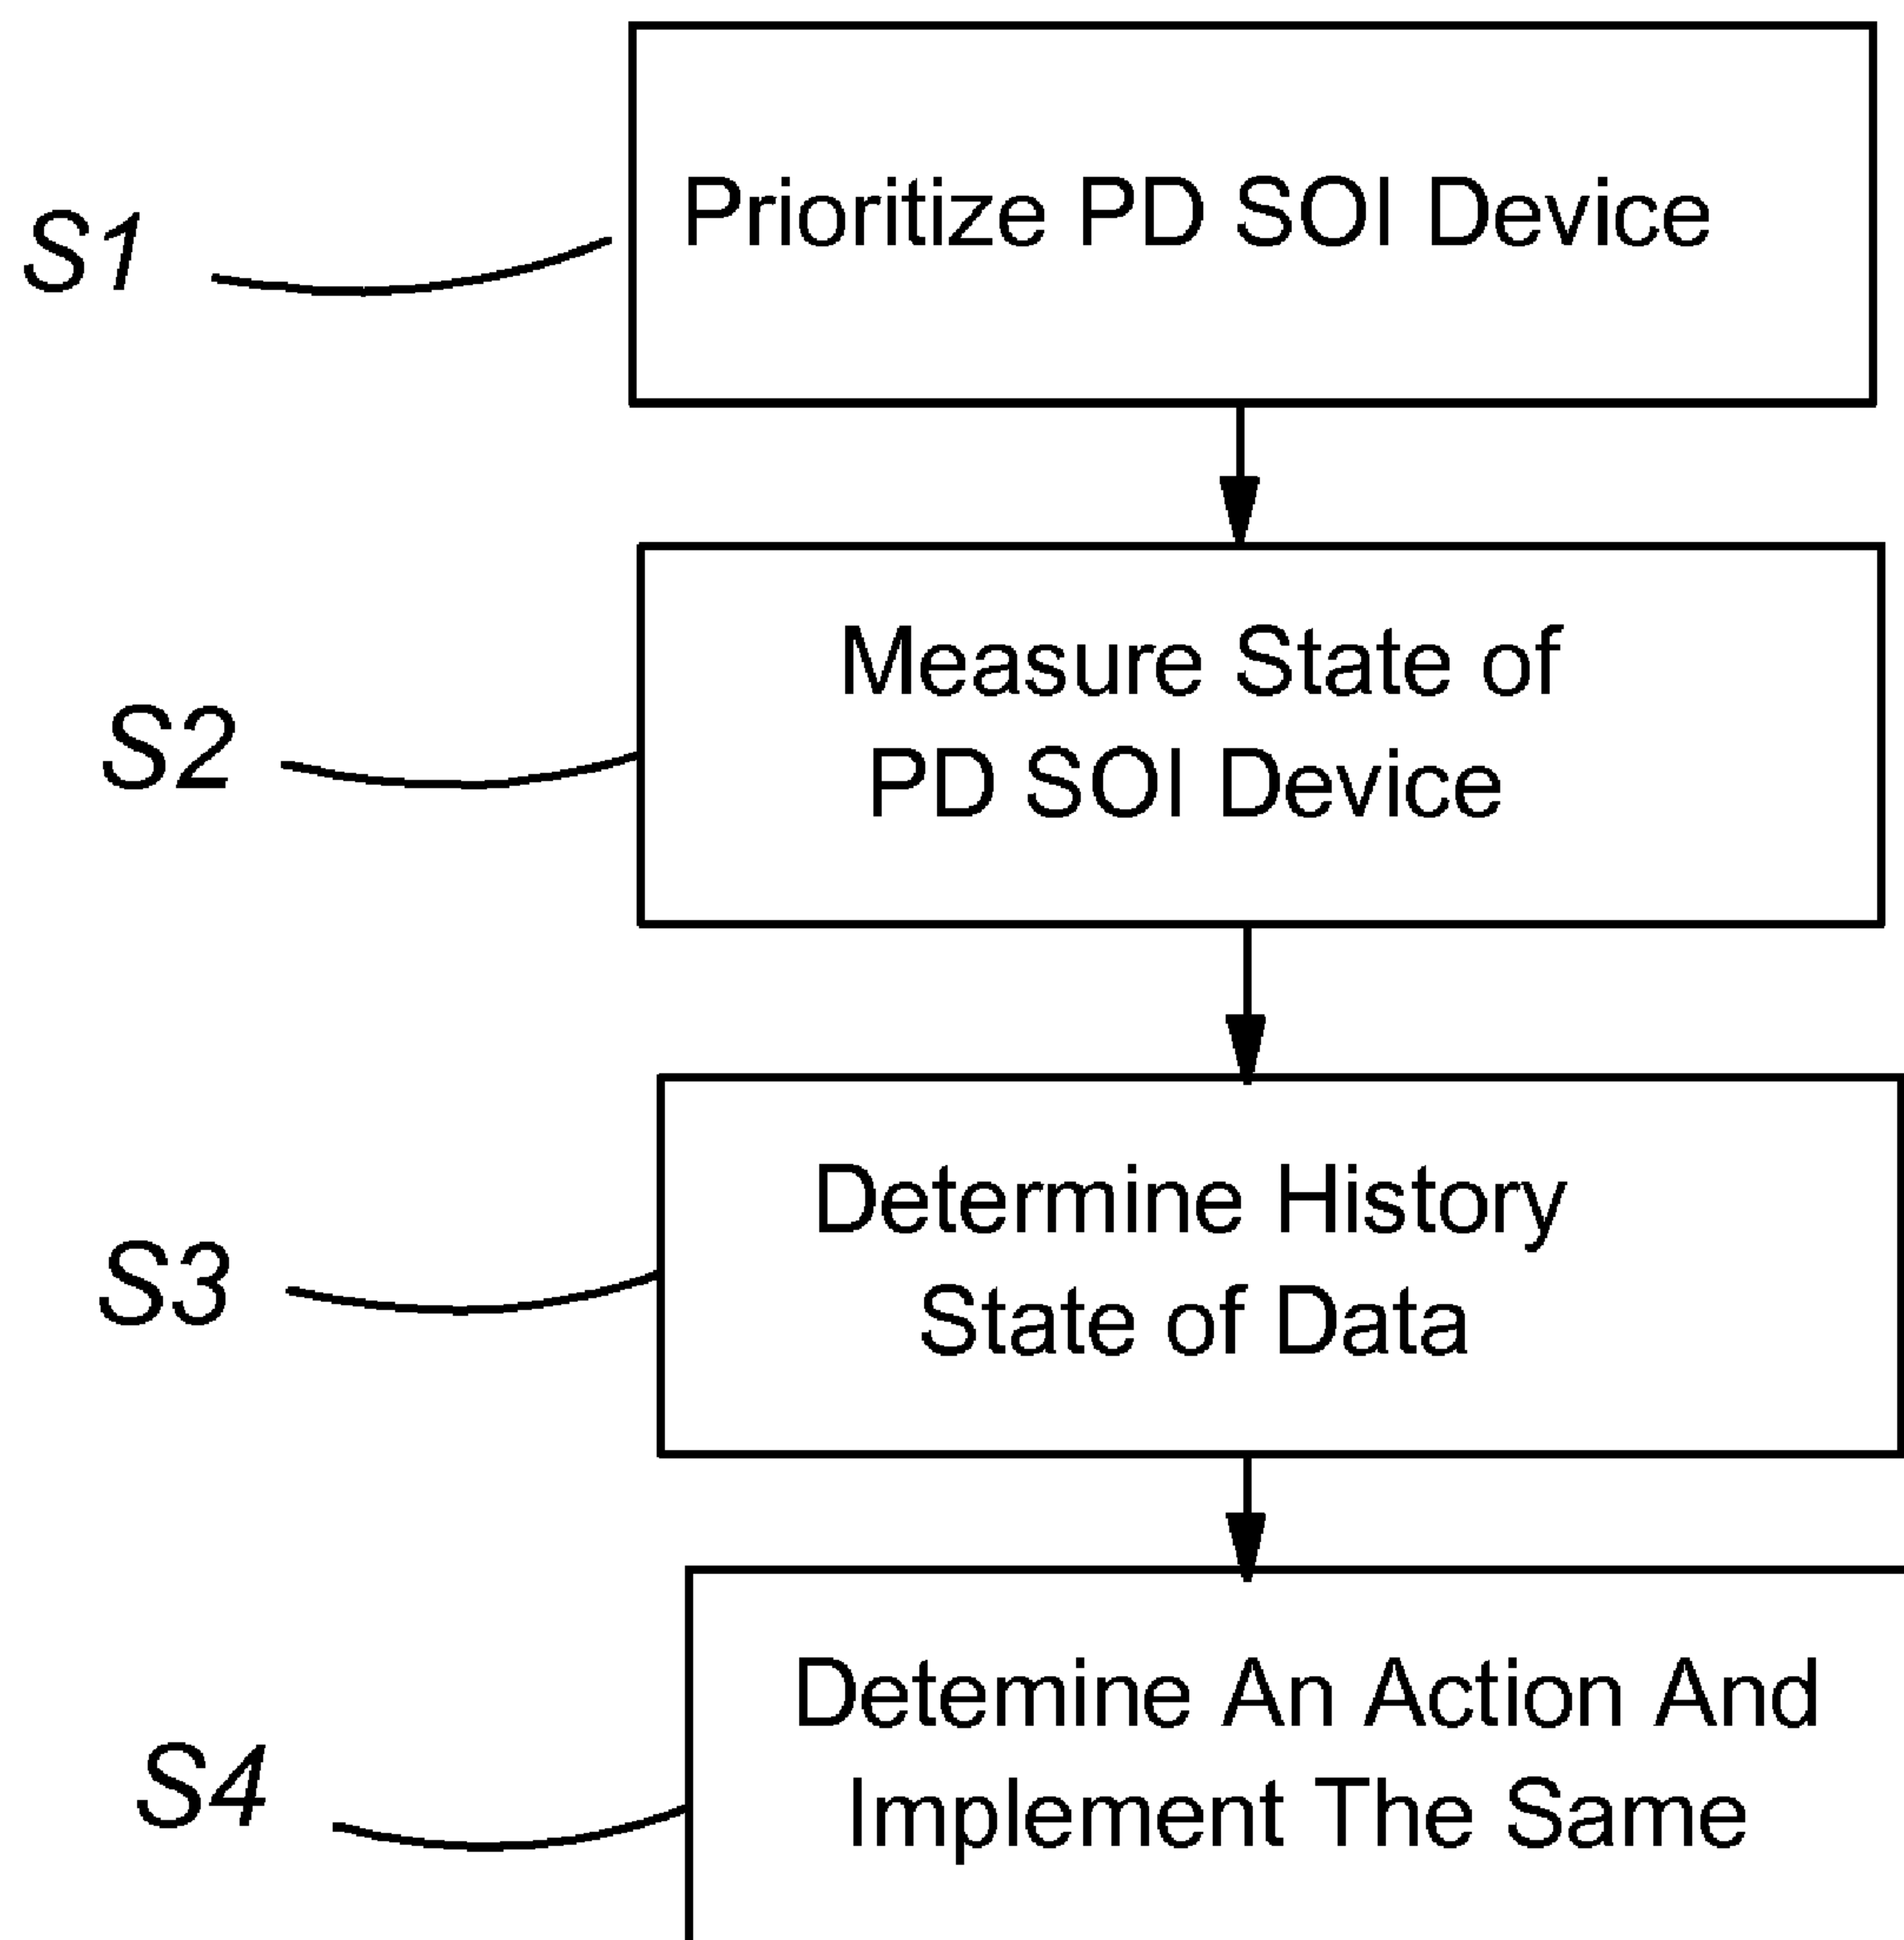 S1
Prioritize PD SOI Device
S2
Measure State of
PD SOI Device
S3
Determine History
State of Data
S4
Detemine An Action And
Implement The Same